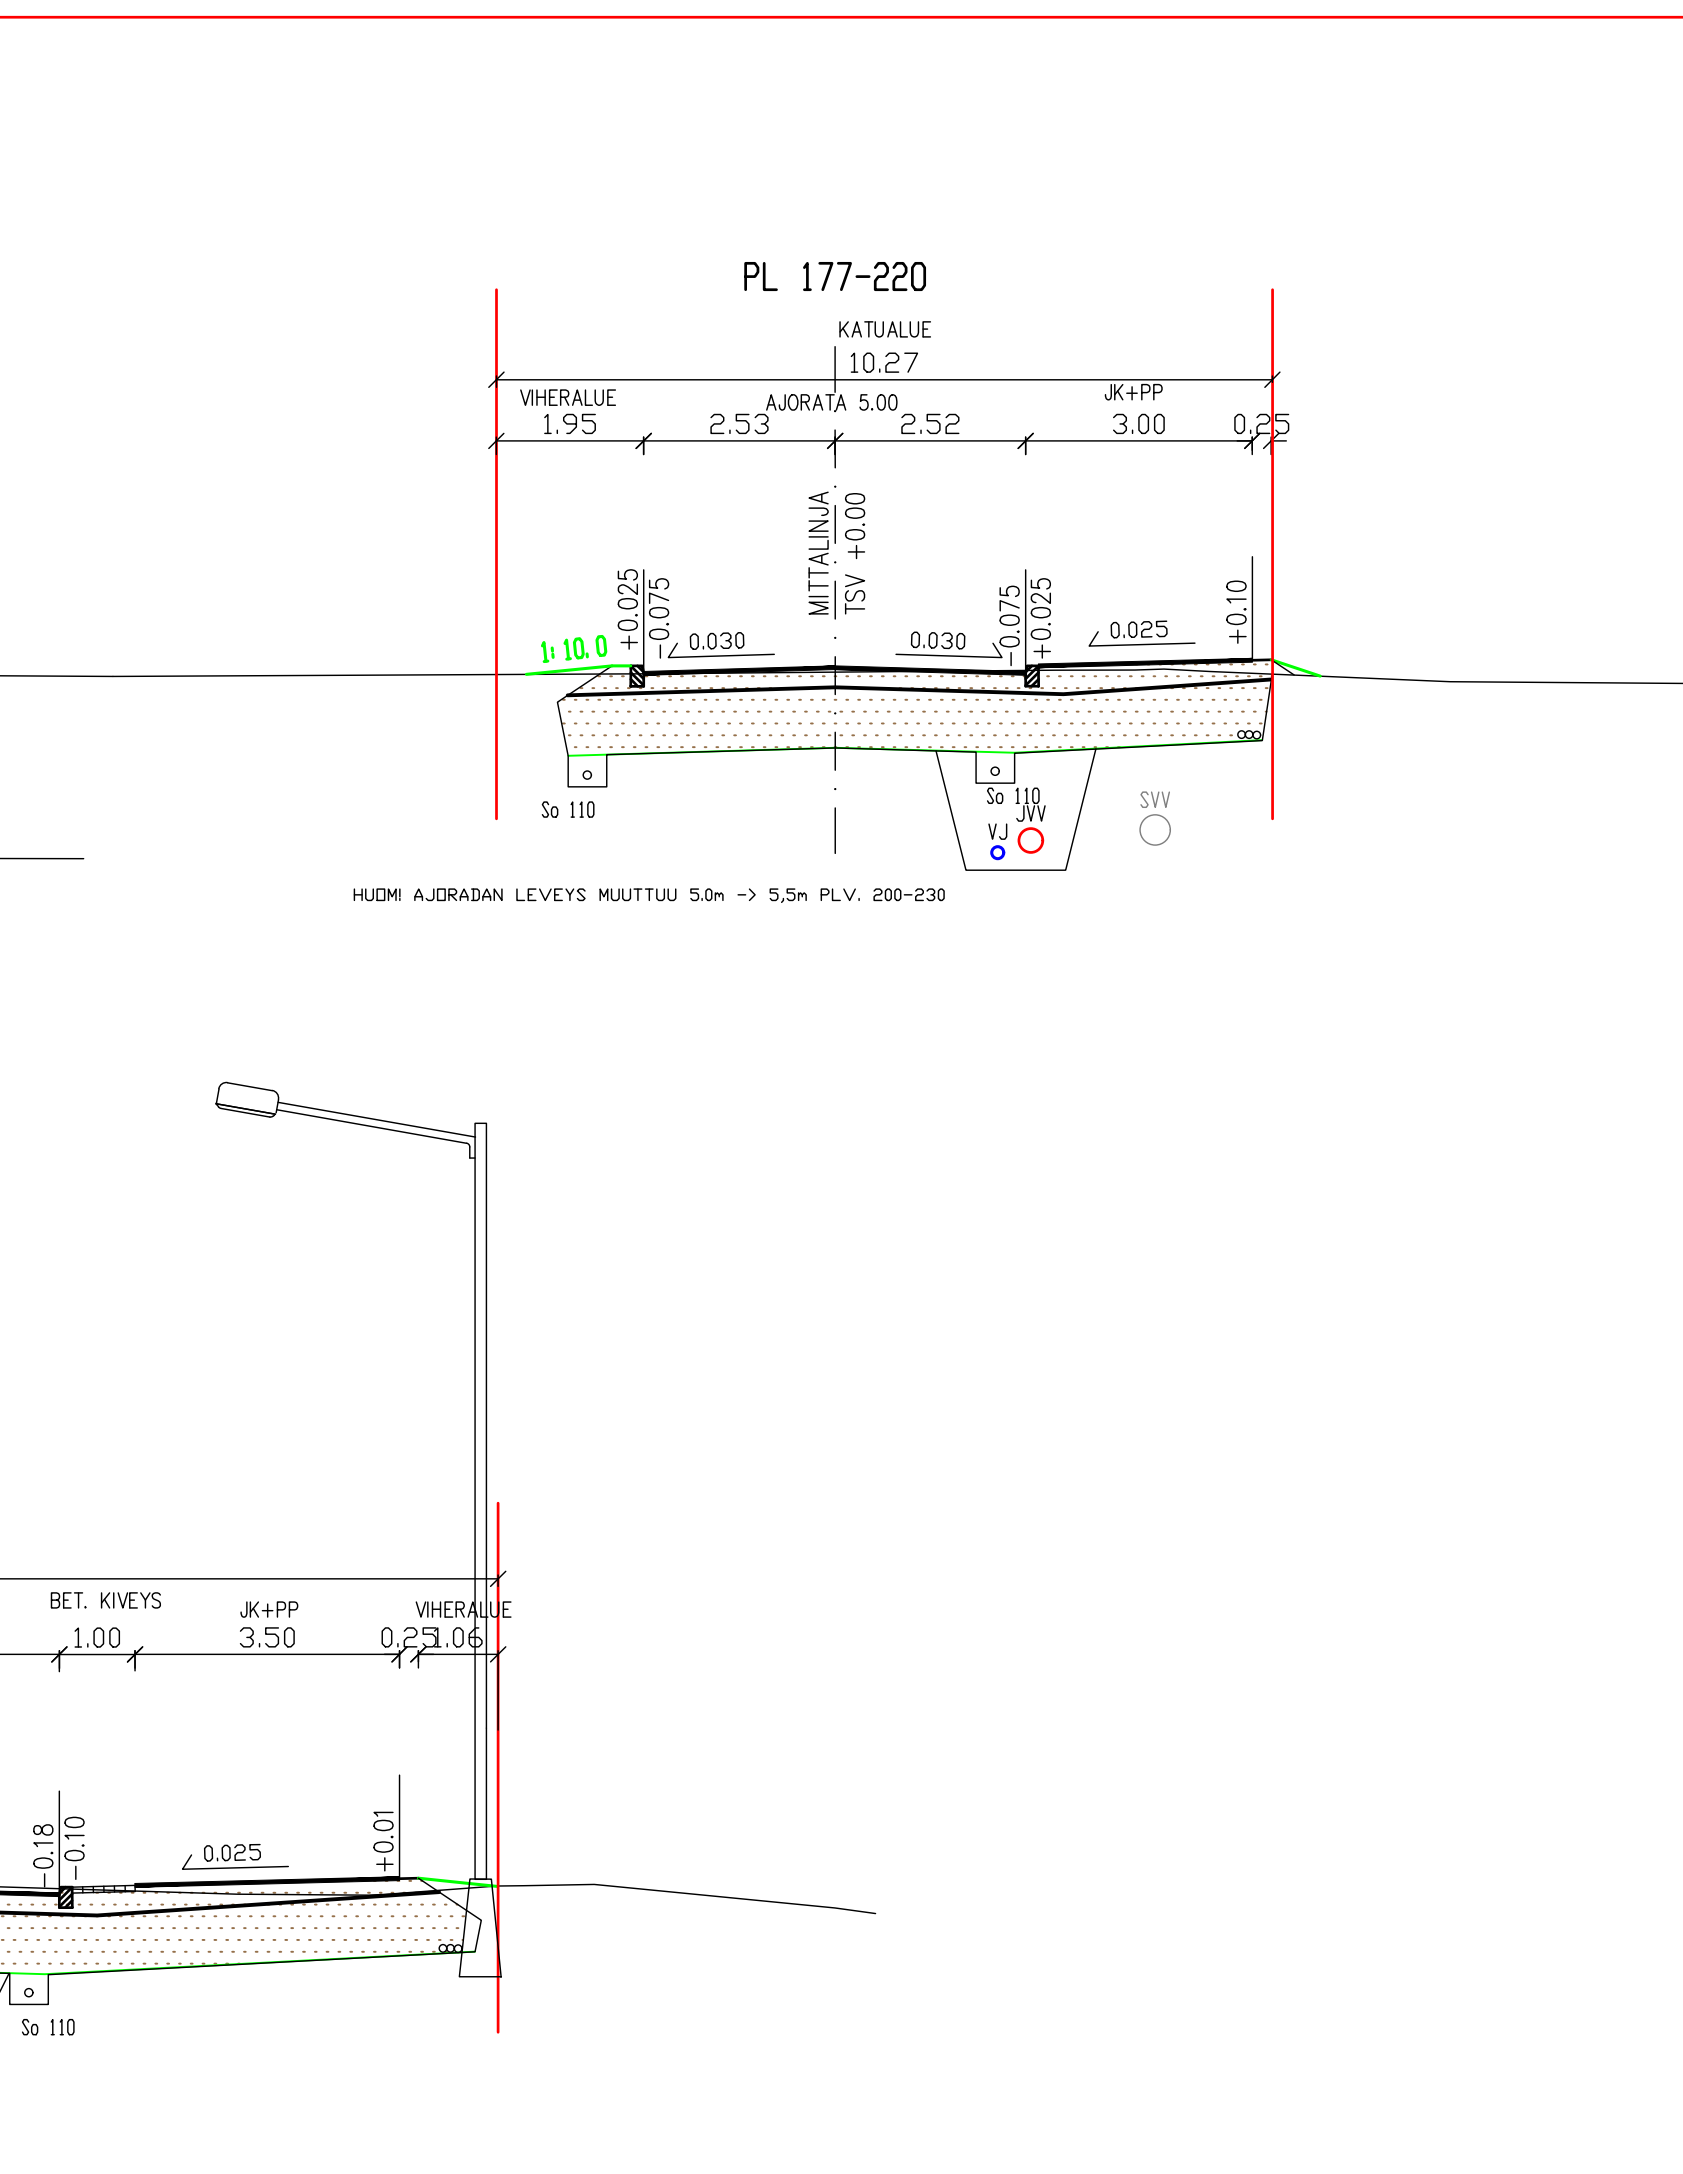 PL 177-220
KATUALUE
10.27
VIHERALUE
AJORATA 5.00
JK+PP
1.95
2.53
2.52
3.00
0.25
MITTALINJA
TSV +0.00
+0.025
-0.075
-0.075
+0.025
+0.10
1:10.0
0.030
0.030
0.025
So 110
So 110
JVV
VJ
SVV
HUOM! AJORADAN LEVEYS MUUTTUU 5.0m -> 5,5m PLV. 200-230
BET. KIVEYS
JK+PP
VIHERALUE
1.00
3.50
0.25
1.06
-0.18
-0.10
+0.01
0.025
So 110